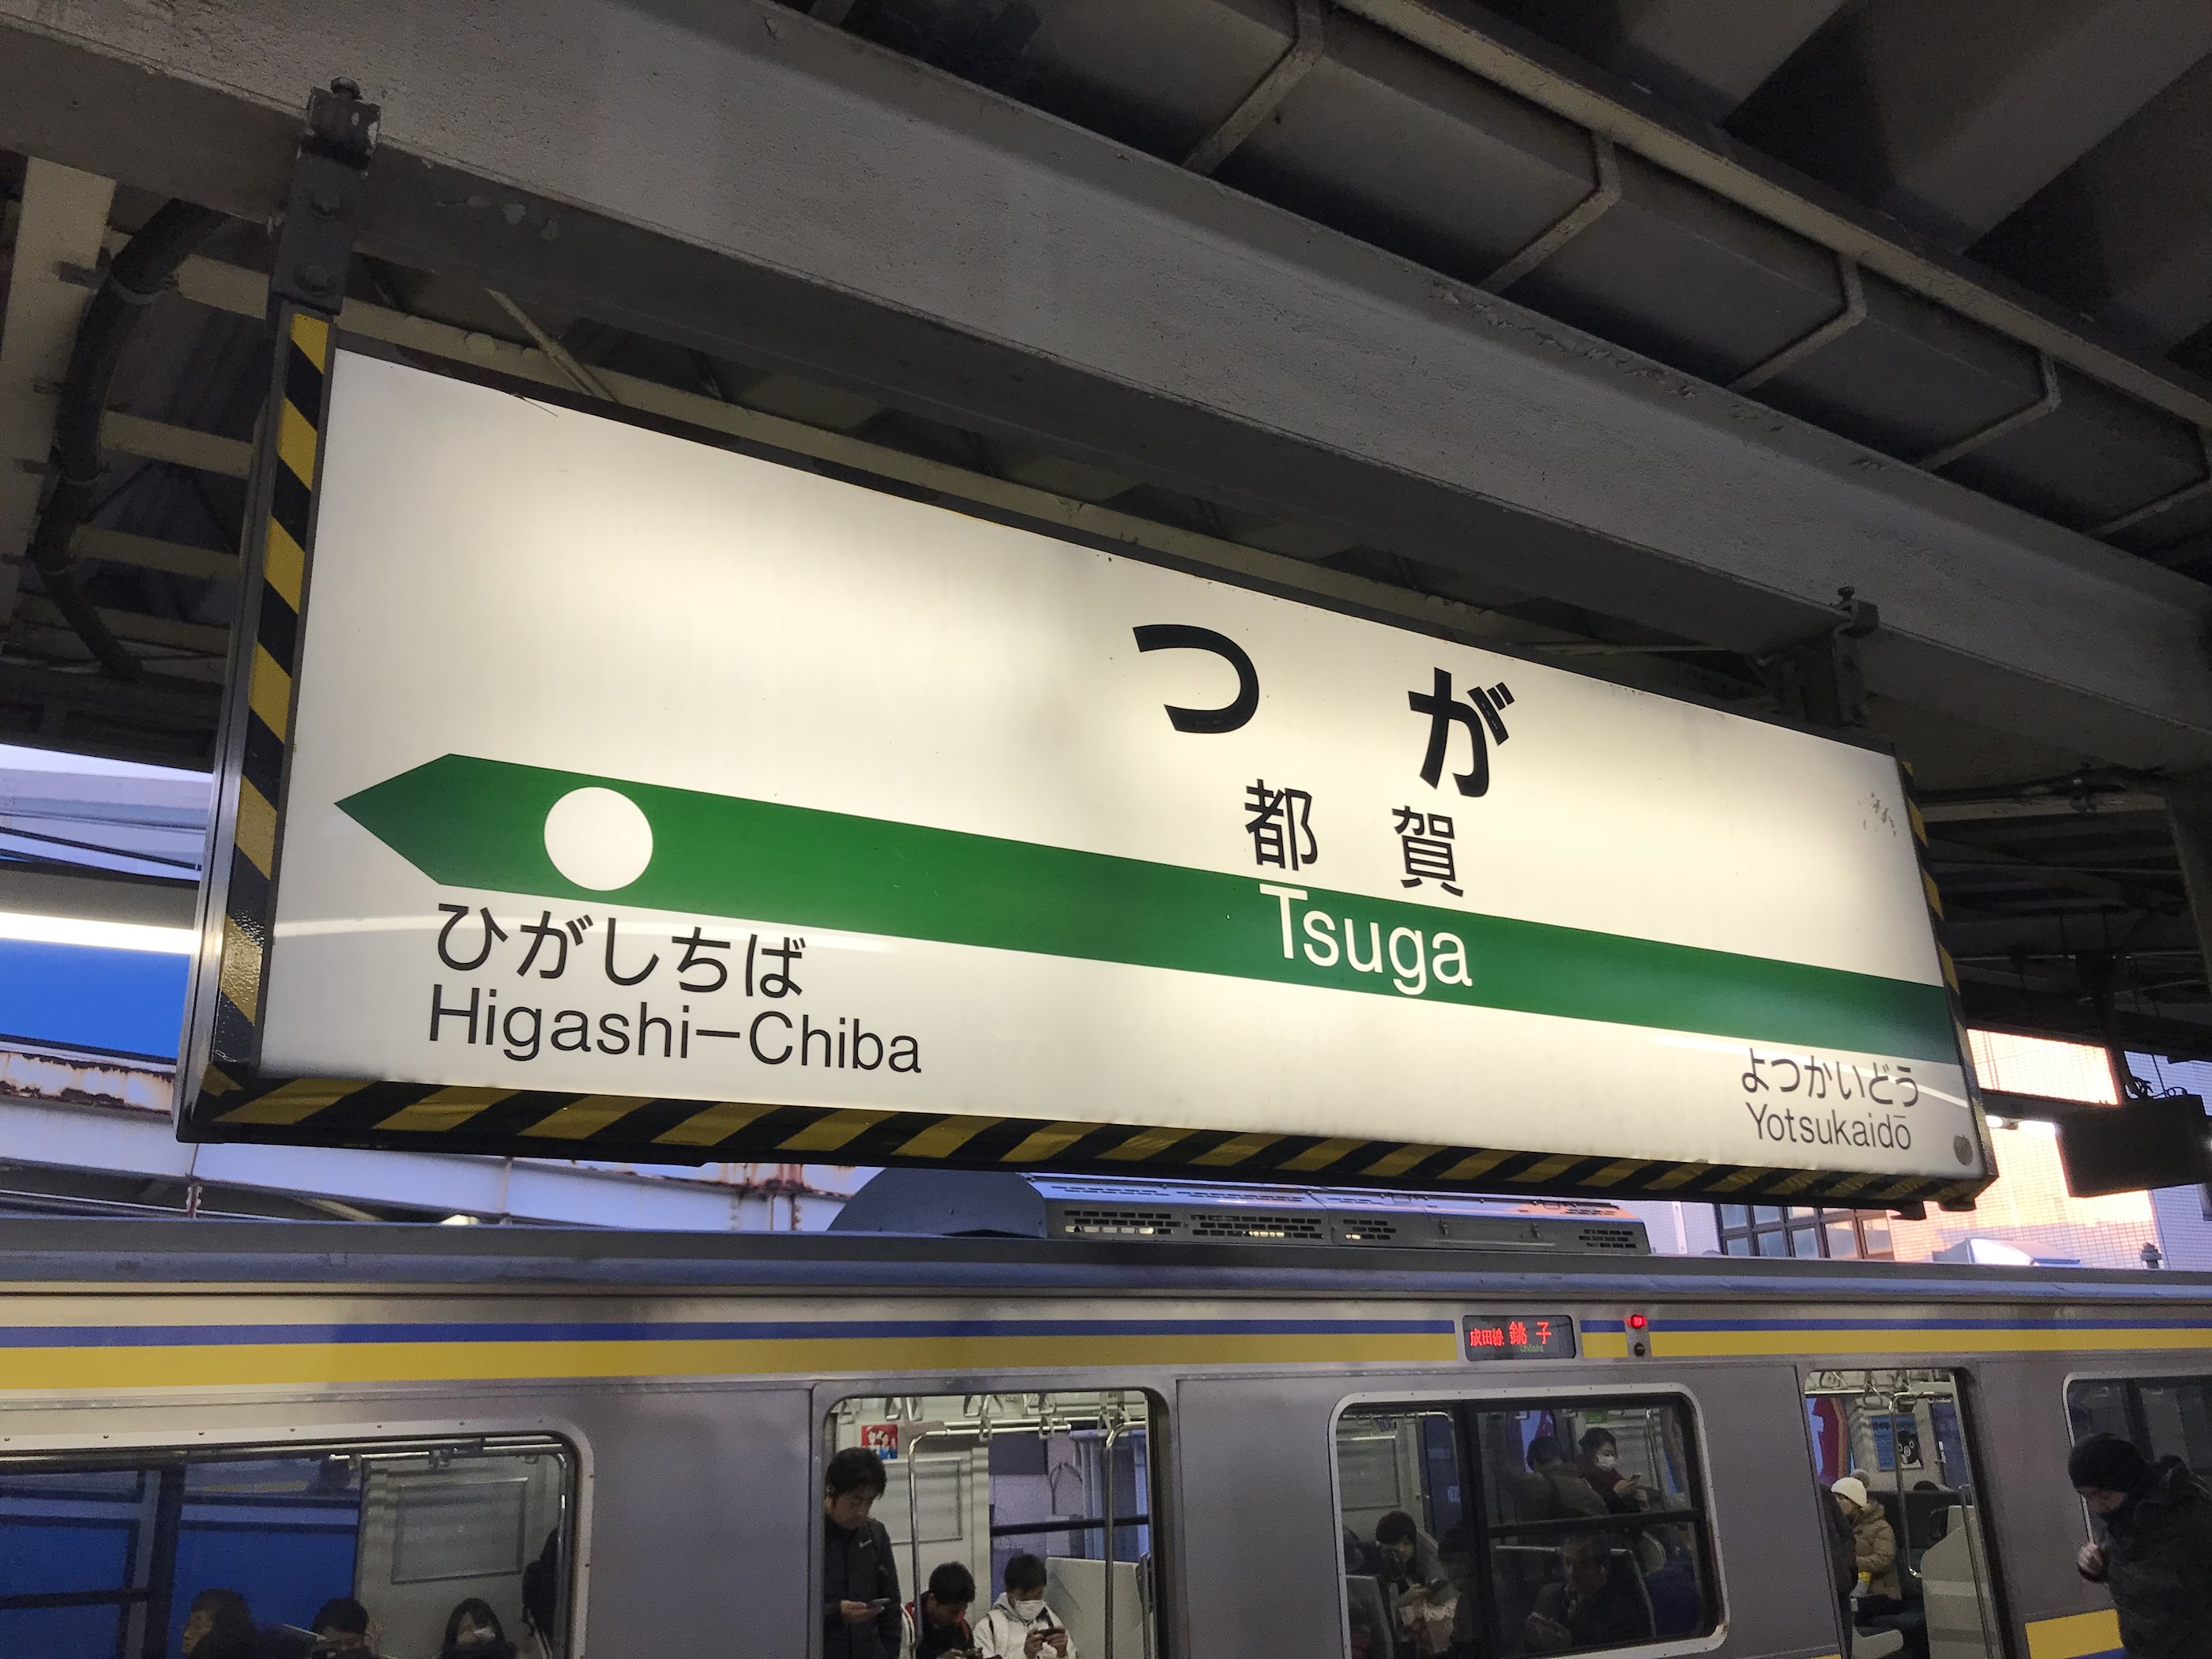 つが
都賀
Tsuga
ひがしちば
Higashi-Chiba
よつかいどう
Yotsukaidō
成田線 銚子
Chōshi